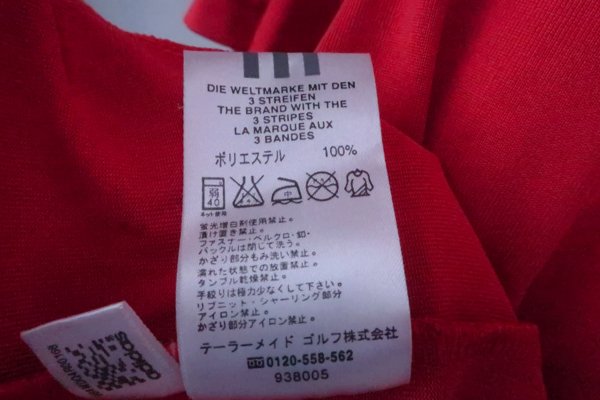 DIE WELTMARKE MIT DEN
3 STREIFEN
THE BRAND WITH THE
3 STRIPES
LA MARQUE AUX
3 BANDES
ポリエステル 100%
弱
40
中
ネット使用
蛍光増白剤使用禁止。
漬け置き禁止。
ファスナー・ベルクロ・釦・
バックルは閉じて洗う。
かざり部分もみ洗い禁止。
濡れた状態での放置禁止。
タンブル乾燥禁止。
手絞りは極力少なくして下さい。
リブニット・シャーリング部分
アイロン禁止。
かざり部分アイロン禁止。
テーラーメイド ゴルフ株式会社
0120-558-562
938005
adidas